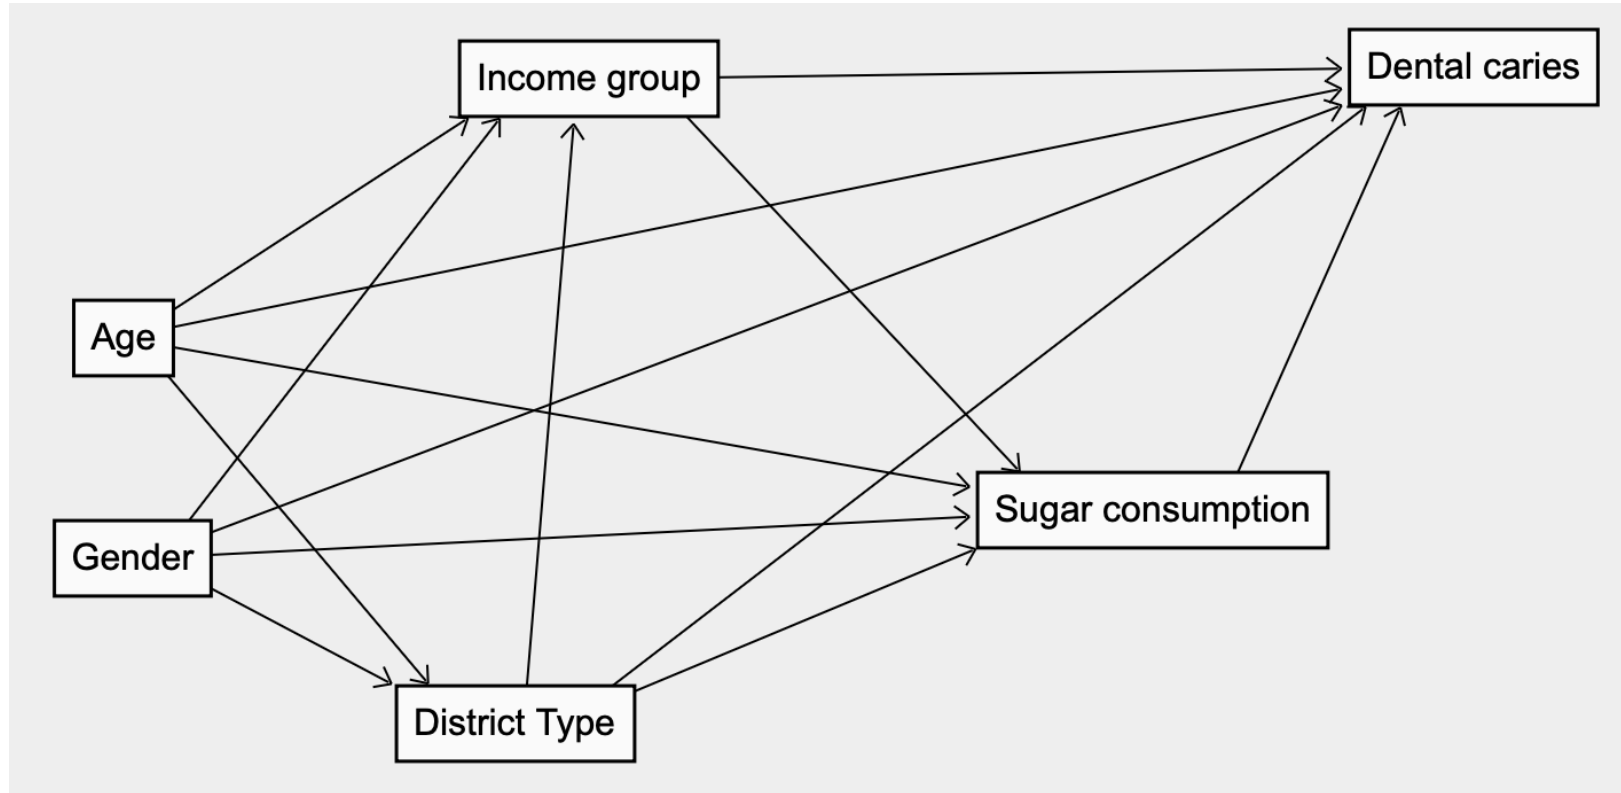 Income group
Dental caries
Age
Gender
Sugar consumption
District Type